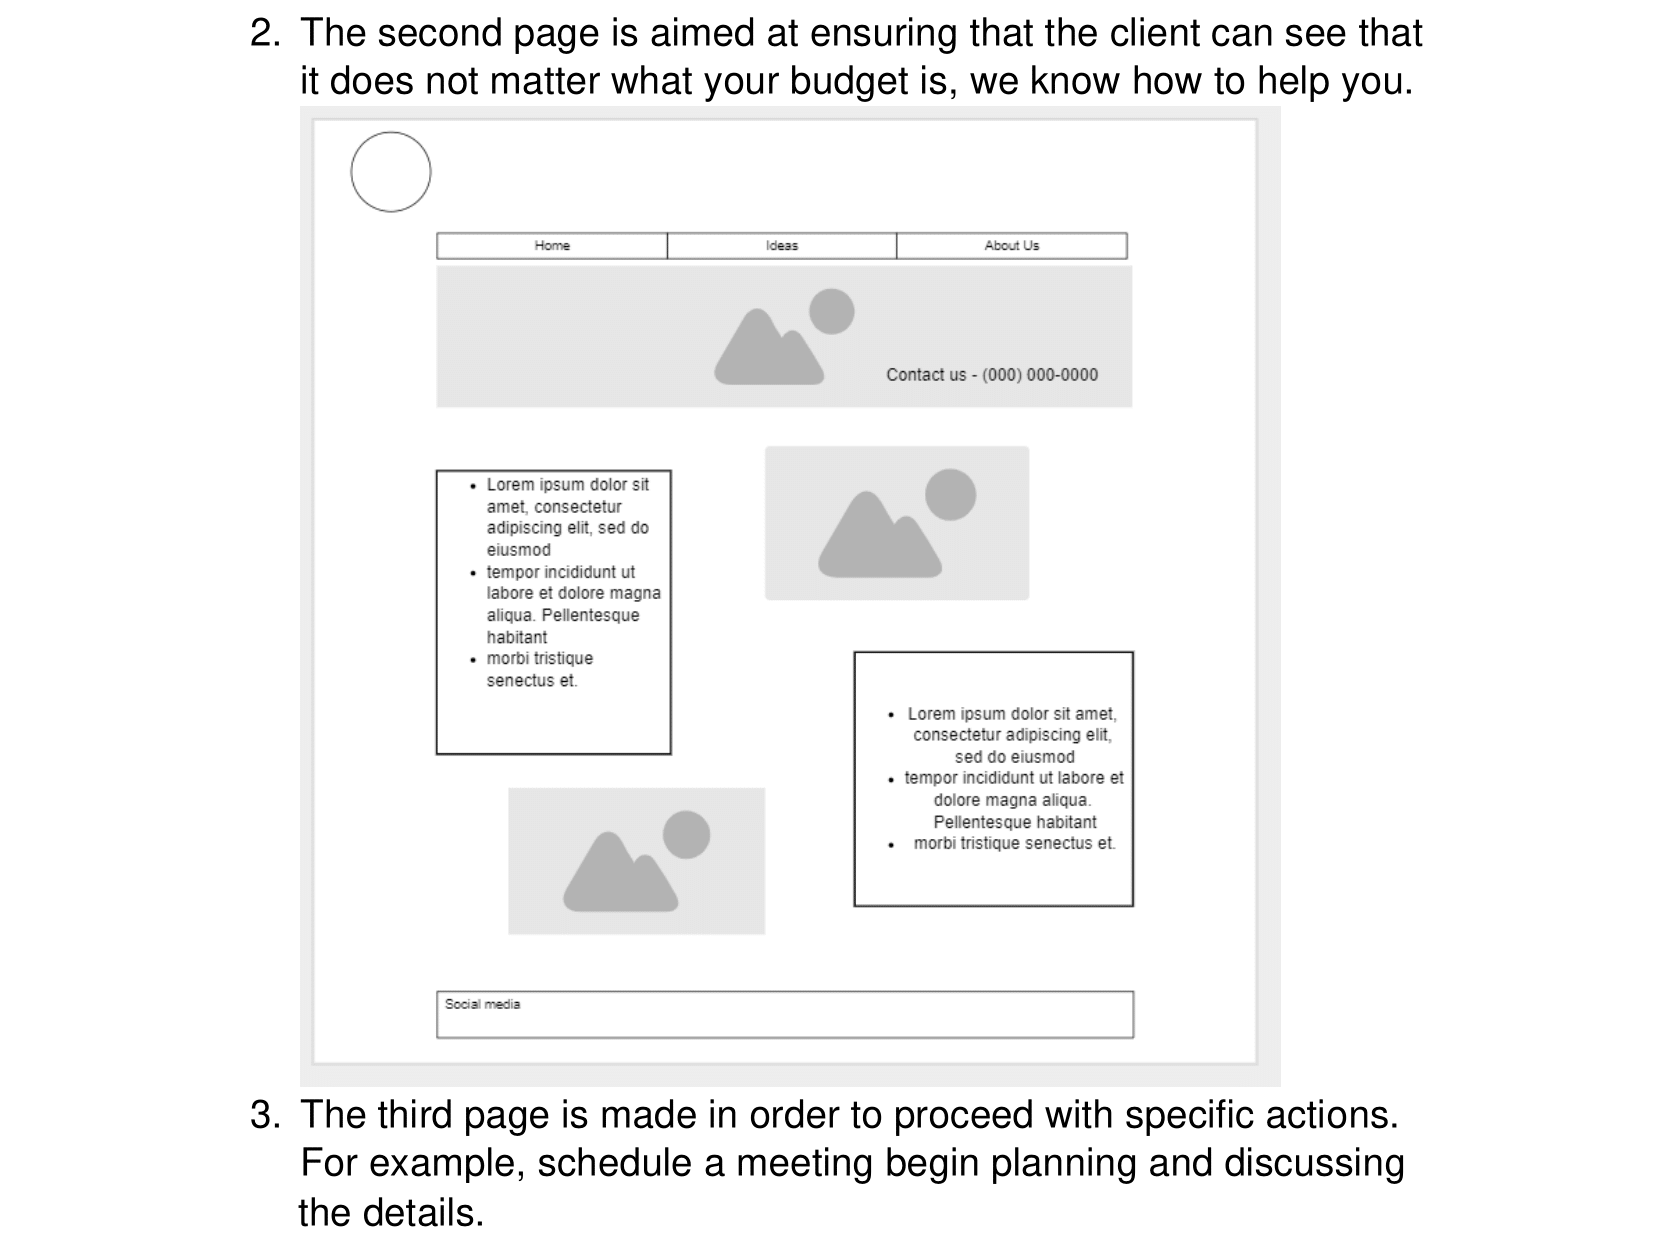 2. The second page is aimed at ensuring that the client can see that
it does not matter what your budget is, we know how to help you.
Home Ideas About Us
Contact us - (000) 000-0000
• Lorem ipsum dolor sit
amet, consectetur
adipiscing elit, sed do
eiusmod
• tempor incididunt ut
labore et dolore magna
aliqua. Pellentesque
habitant
• morbi tristique
senectus et.
• Lorem ipsum dolor sit amet,
consectetur adipiscing elit,
sed do eiusmod
• tempor incididunt ut labore et
dolore magna aliqua.
Pellentesque habitant
• morbi tristique senectus et.
Social media
3. The third page is made in order to proceed with specific actions.
For example, schedule a meeting begin planning and discussing
the details.